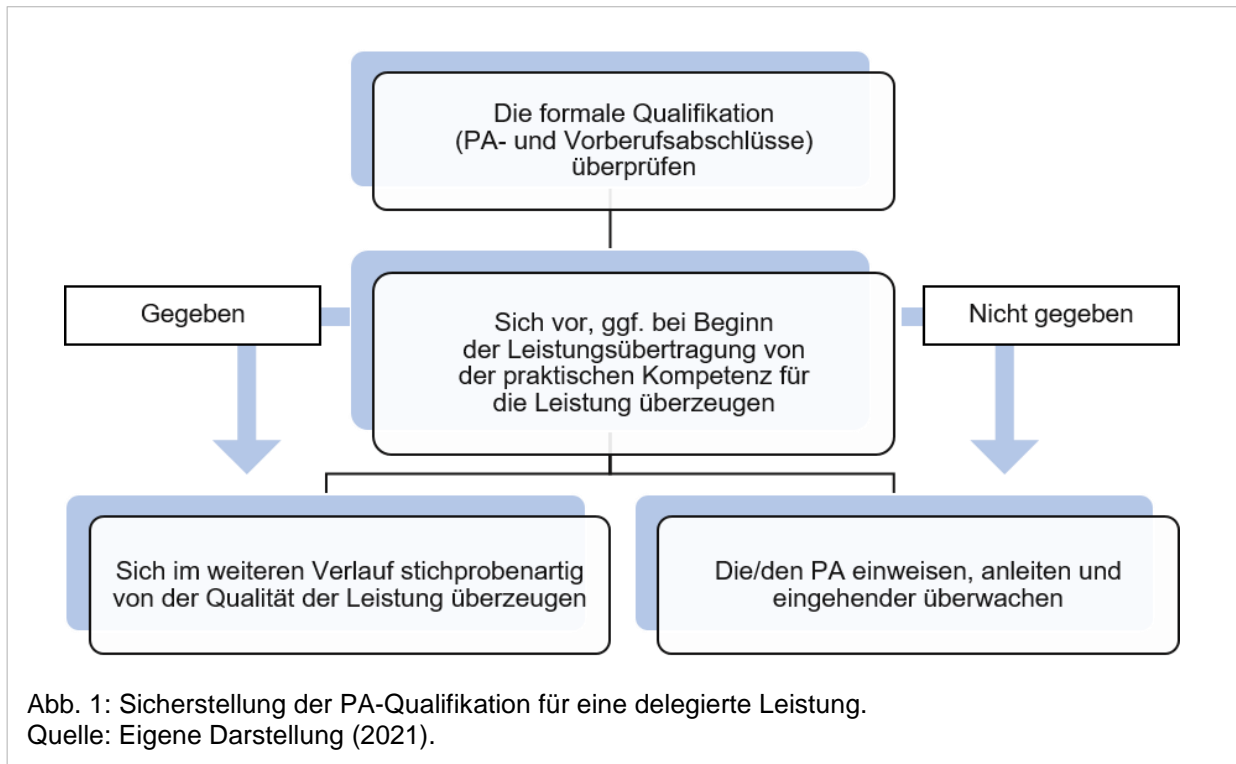 Die formale Qualifikation
(PA- und Vorberufsabschlüsse)
überprüfen
Gegeben
Sich vor, ggf. bei Beginn
der Leistungsübertragung von
der praktischen Kompetenz für
die Leistung überzeugen
Nicht gegeben
Sich im weiteren Verlauf stichprobenartig
von der Qualität der Leistung überzeugen
Die/den PA einweisen, anleiten und
eingehender überwachen
Abb. 1: Sicherstellung der PA-Qualifikation für eine delegierte Leistung.
Quelle: Eigene Darstellung (2021).